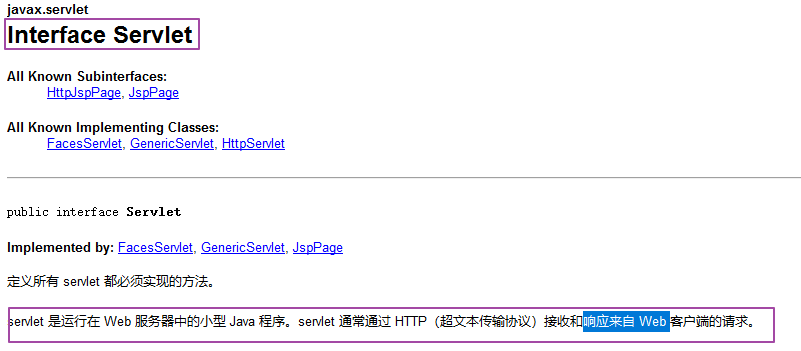 javax.servlet
Interface Servlet
All Known Subinterfaces:
HttpJspPage, JspPage
All Known Implementing Classes:
FacesServlet, GenericServlet, HttpServlet
public interface Servlet
Implemented by: FacesServlet, GenericServlet, JspPage
定义所有 servlet 都必须实现的方法。
servlet 是运行在 Web 服务器中的小型 Java 程序。servlet 通常通过 HTTP（超文本传输协议）接收和响应来自 Web 客户端的请求。